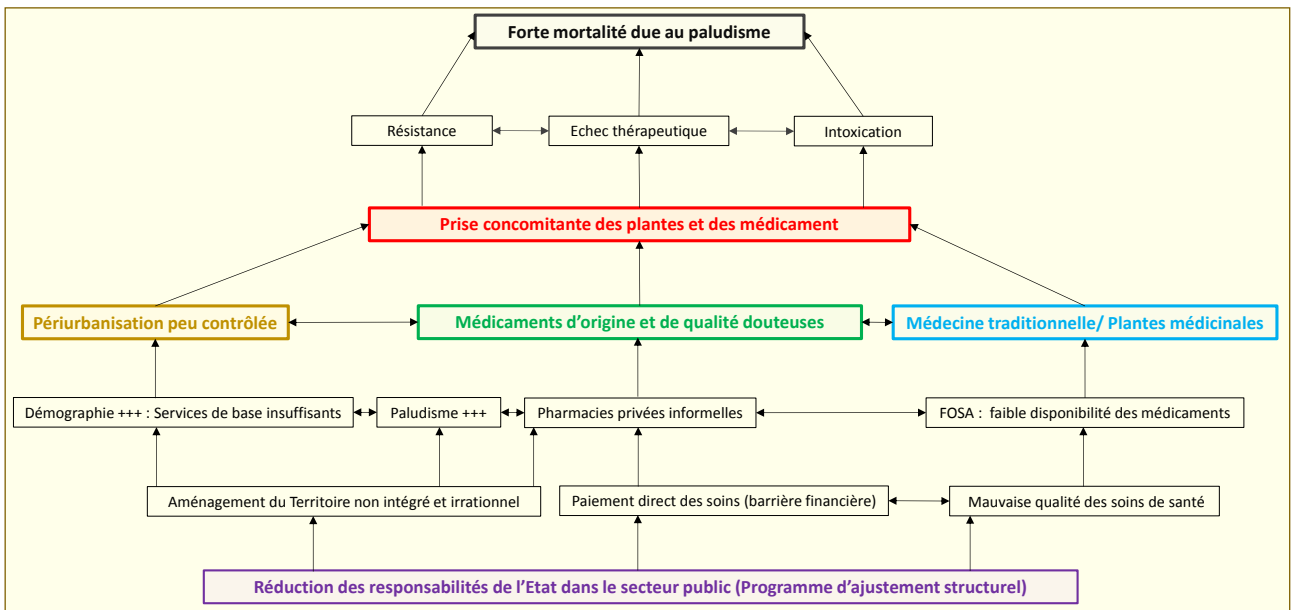 Forte mortalité due au paludisme
Résistance
Echec thérapeutique
Intoxication
Prise concomitante des plantes et des médicament
Périurbanisation peu contrôlée
Médicaments d’origine et de qualité douteuses
Médecine traditionnelle/ Plantes médicinales
Démographie +++ : Services de base insuffisants
Paludisme +++
Pharmacies privées informelles
FOSA : faible disponibilité des médicaments
Aménagement du Territoire non intégré et irrationnel
Paiement direct des soins (barrière financière)
Mauvaise qualité des soins de santé
Réduction des responsabilités de l’Etat dans le secteur public (Programme d’ajustement structurel)